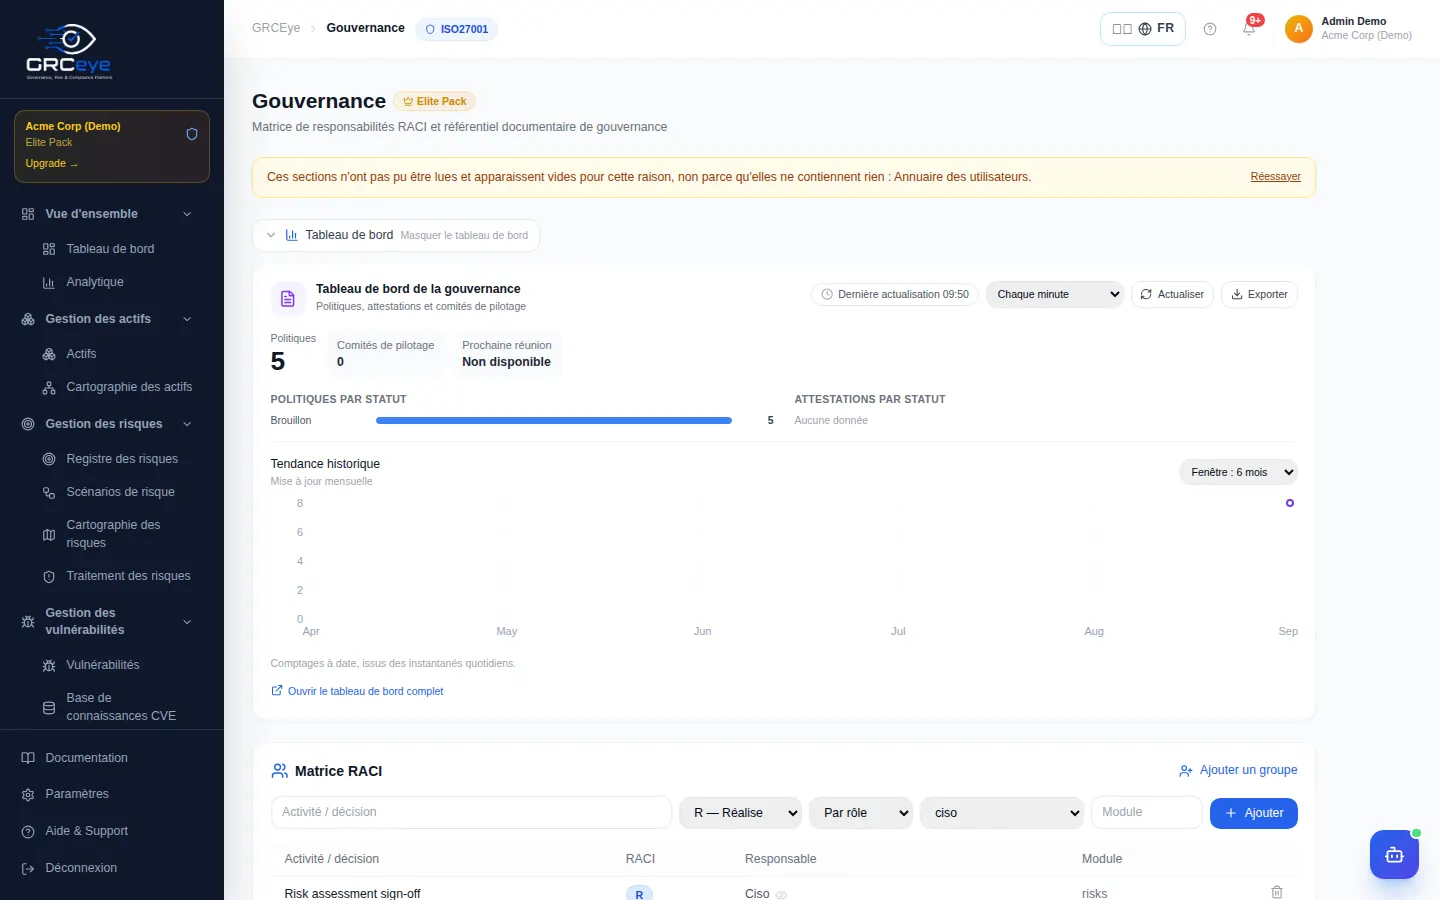 GRCeye
Governance, Risk & Compliance Platform
Acme Corp (Demo)
Elite Pack
Upgrade →
Vue d'ensemble
Tableau de bord
Analytique
Gestion des actifs
Actifs
Cartographie des actifs
Gestion des risques
Registre des risques
Scénarios de risque
Cartographie des
risques
Traitement des risques
Gestion des
vulnérabilités
Vulnérabilités
Base de
connaissances CVE
Documentation
Paramètres
Aide & Support
Déconnexion
GRCEye
Gouvernance
ISO27001
FR
9+
A
Admin Demo
Acme Corp (Demo)
Gouvernance
Elite Pack
Matrice de responsabilités RACI et référentiel documentaire de gouvernance
Ces sections n'ont pas pu être lues et apparaissent vides pour cette raison, non parce qu'elles ne contiennent rien : Annuaire des utilisateurs.
Réessayer
Tableau de bord Masquer le tableau de bord
Tableau de bord de la gouvernance
Politiques, attestations et comités de pilotage
Dernière actualisation 09:50
Chaque minute
Actualiser
Exporter
Politiques
5
Comités de pilotage
0
Prochaine réunion
Non disponible
POLITIQUES PAR STATUT
Brouillon
5
ATTESTATIONS PAR STATUT
Aucune donnée
Tendance historique
Mise à jour mensuelle
Fenêtre : 6 mois
8
6
4
2
0
Apr May Jun Jul Aug Sep
Comptages à date, issus des instantanés quotidiens.
Ouvrir le tableau de bord complet
Matrice RACI
Ajouter un groupe
Activité / décision
R — Réalise
Par rôle
ciso
Module
Ajouter
Activité / décision RACI Responsable Module
Risk assessment sign-off R Ciso risks